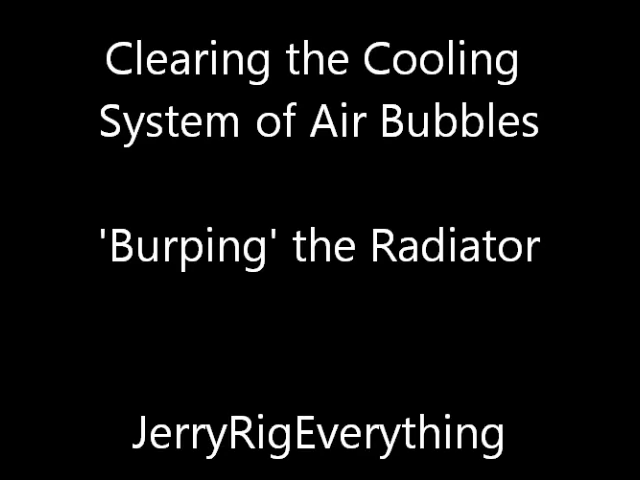 Clearing the Cooling
System of Air Bubbles
'Burping' the Radiator
JerryRigEverything